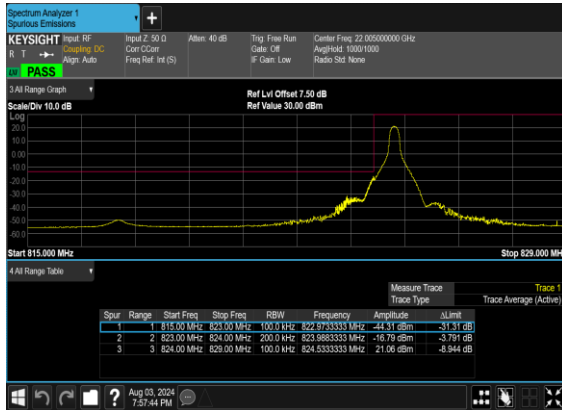 Spectrum Analyzer 1
Spurious Emissions
+
KEYSIGHT Input: RF Input Z: 50 Ω Atten: 40 dB Trig: Free Run Center Freq: 22.005000000 GHz
R T Coupling: DC Corr CCorr Gate: Off Avg|Hold: 1000/1000
Align: Auto Freq Ref: Int (S) IF Gain: Low Radio Std: None
PASS
3 All Range Graph
Ref Lvl Offset 7.50 dB
Scale/Div 10.0 dB Ref Value 30.00 dBm
Log
20.0
10.0
0.00
-10.0
-20.0
-30.0
-40.0
-50.0
-60.0
Start 815.000 MHz Stop 829.000 MH
4 All Range Table
Measure Trace Trace 1
Trace Type Trace Average (Active)
Spur Range Start Freq Stop Freq RBW Frequency Amplitude ΔLimit
1 1 815.00 MHz 823.00 MHz 100.0 kHz 822.9733333 MHz -44.31 dBm -31.31 dB
2 2 823.00 MHz 824.00 MHz 200.0 kHz 823.9883333 MHz -16.79 dBm -3.791 dB
3 3 824.00 MHz 829.00 MHz 100.0 kHz 824.5333333 MHz 21.06 dBm -8.944 dB
? Aug 03, 2024
7:57:44 PM